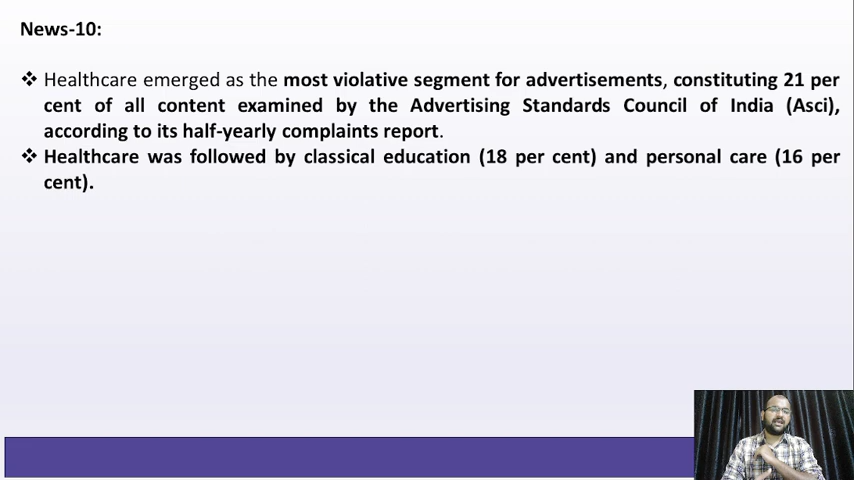 News-10:
❖ Healthcare emerged as the most violative segment for advertisements, constituting 21 per
cent of all content examined by the Advertising Standards Council of India (Asci),
according to its half-yearly complaints report.
❖ Healthcare was followed by classical education (18 per cent) and personal care (16 per
cent).